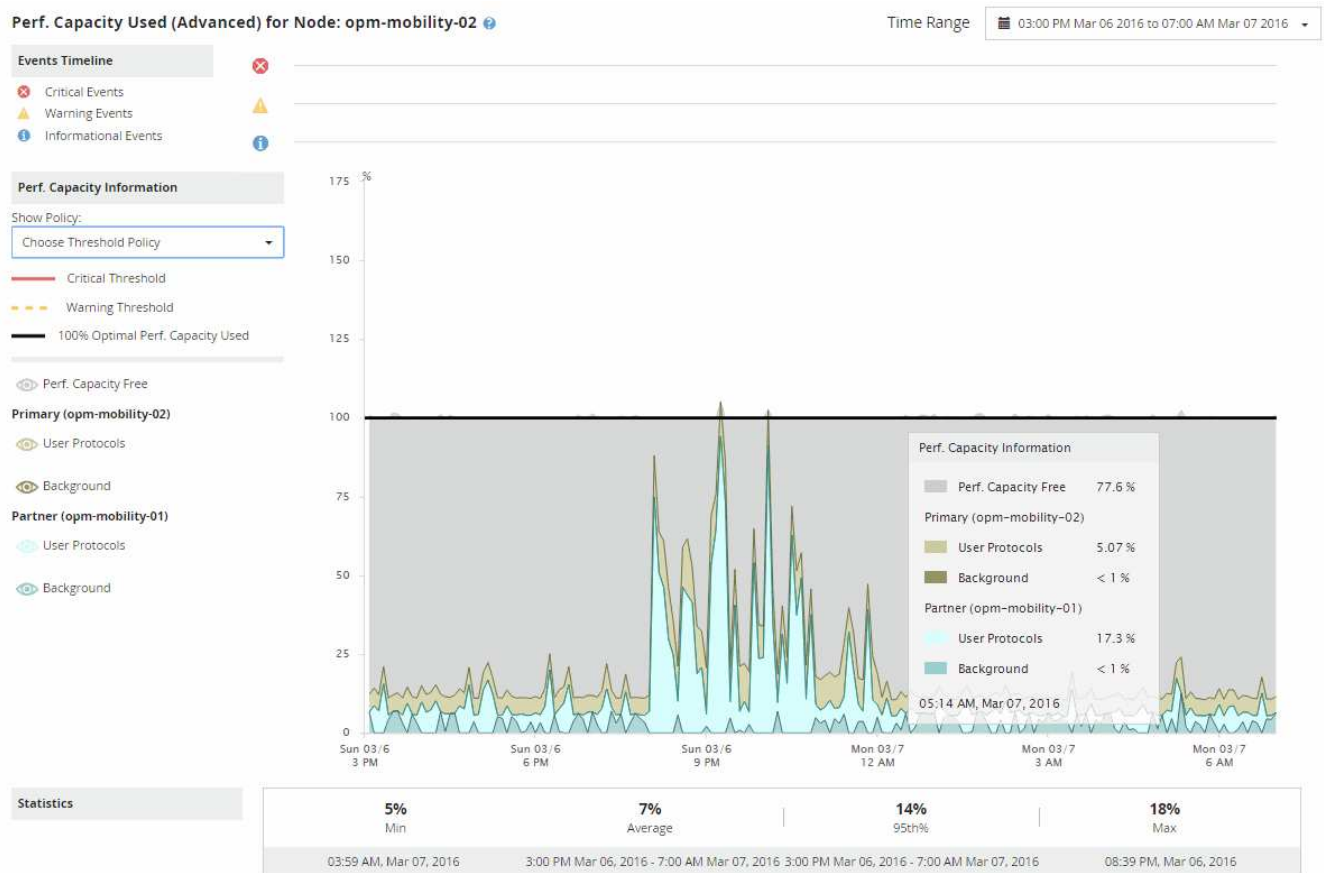 Perf. Capacity Used (Advanced) for Node: opm-mobility-02
Time Range
03:00 PM Mar 06 2016 to 07:00 AM Mar 07 2016
Events Timeline
Critical Events
Warning Events
Informational Events
Perf. Capacity Information
Show Policy:
Choose Threshold Policy
Critical Threshold
Warning Threshold
100% Optimal Perf. Capacity Used
Perf. Capacity Free
Primary (opm-mobility-02)
User Protocols
Background
Partner (opm-mobility-01)
User Protocols
Background
175 %
150
125
100
75
50
25
0
Sun 03/6 Sun 03/6 Sun 03/6 Mon 03/7 Mon 03/7 Mon 03/7
3 PM 6 PM 9 PM 12 AM 3 AM 6 AM
Perf. Capacity Information
Perf. Capacity Free 77.6 %
Primary (opm-mobility-02)
User Protocols 5.07 %
Background < 1 %
Partner (opm-mobility-01)
User Protocols 17.3 %
Background < 1 %
05:14 AM, Mar 07, 2016
Statistics
5% 7% 14% 18%
Min Average 95th% Max
03:59 AM, Mar 07, 2016 3:00 PM Mar 06, 2016 - 7:00 AM Mar 07, 2016 3:00 PM Mar 06, 2016 - 7:00 AM Mar 07, 2016 08:39 PM, Mar 06, 2016